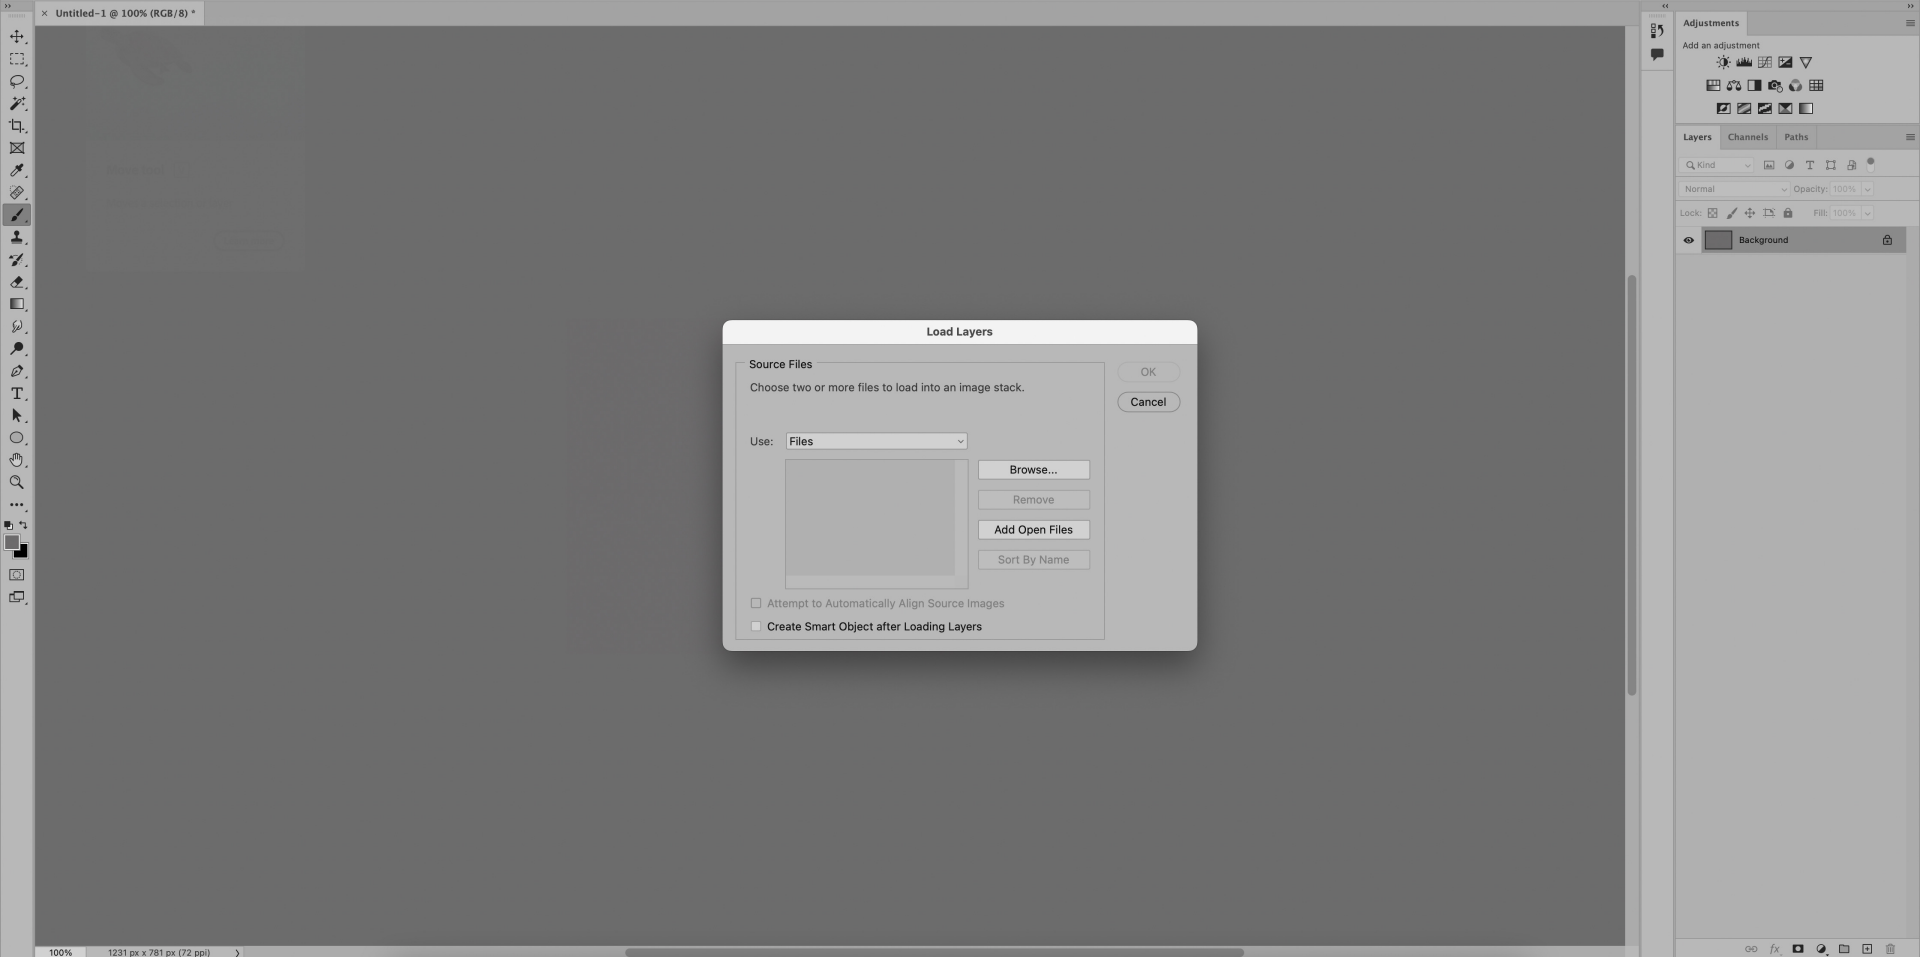 Untitled-1 @ 100% (RGB/8) *
Adjustments
Add an adjustment
Layers Channels Paths
Kind
Normal Opacity: 100%
Lock: Fill: 100%
Background
Load Layers
Source Files
Choose two or more files to load into an image stack.
OK
Cancel
Use: Files
Browse...
Remove
Add Open Files
Sort By Name
Attempt to Automatically Align Source Images
Create Smart Object after Loading Layers
100% 1231 px x 781 px (72 ppi)
fx